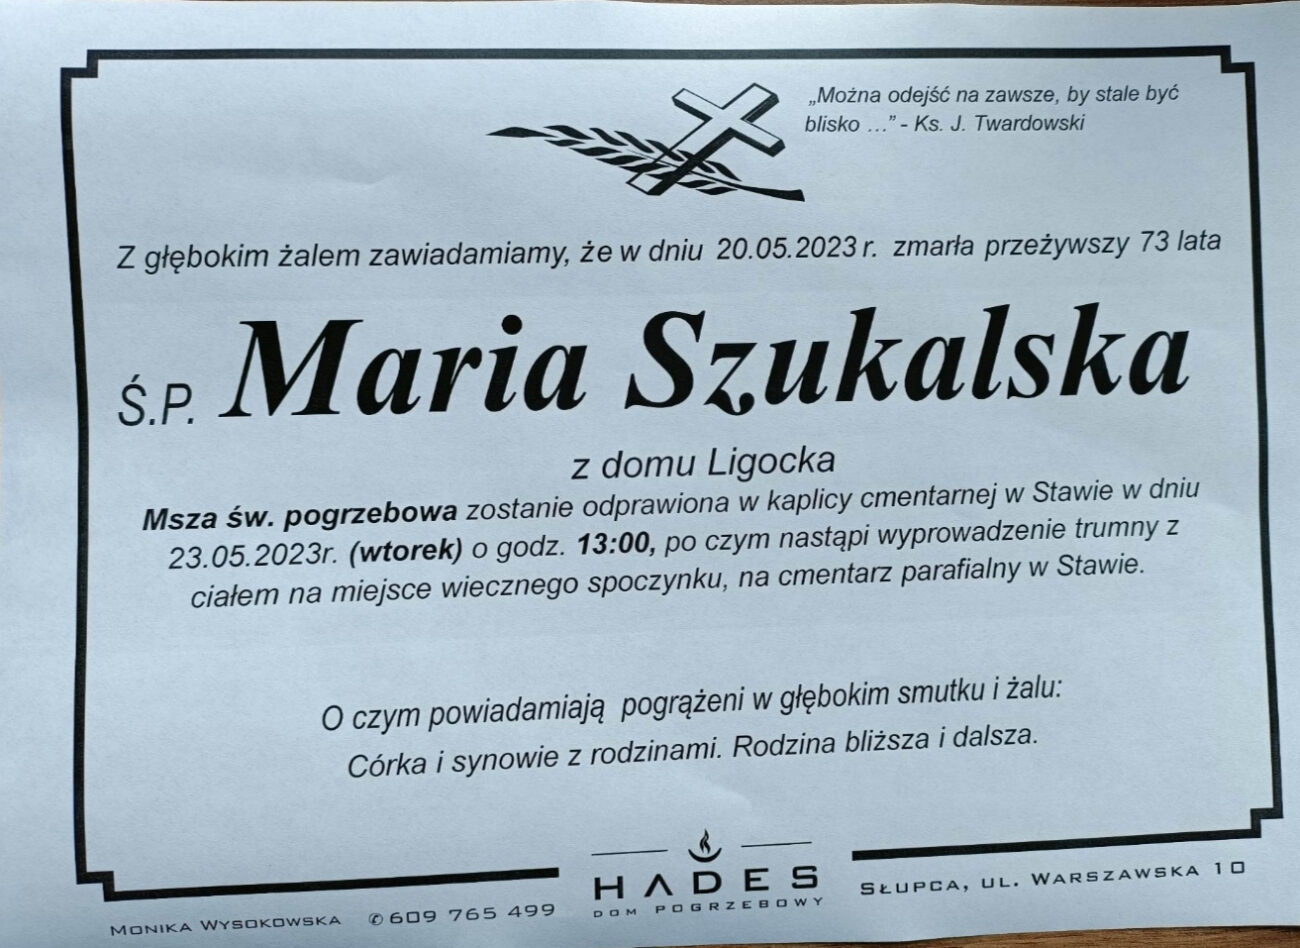 „Można odejść na zawsze, by stale być
blisko …” - Ks. J. Twardowski
Z głębokim żalem zawiadamiamy, że w dniu 20.05.2023 r. zmarła przeżywszy 73 lata
Ś.P. Maria Szukalska
z domu Ligocka
Msza św. pogrzebowa zostanie odprawiona w kaplicy cmentarnej w Stawie w dniu
23.05.2023r. (wtorek) o godz. 13:00, po czym nastąpi wyprowadzenie trumny z
ciałem na miejsce wiecznego spoczynku, na cmentarz parafialny w Stawie.
O czym powiadamiają pogrążeni w głębokim smutku i żalu:
Córka i synowie z rodzinami. Rodzina bliższa i dalsza.
Monika Wysokowska ✆ 609 765 499
HADES
DOM POGRZEBOWY
Słupca, ul. Warszawska 10